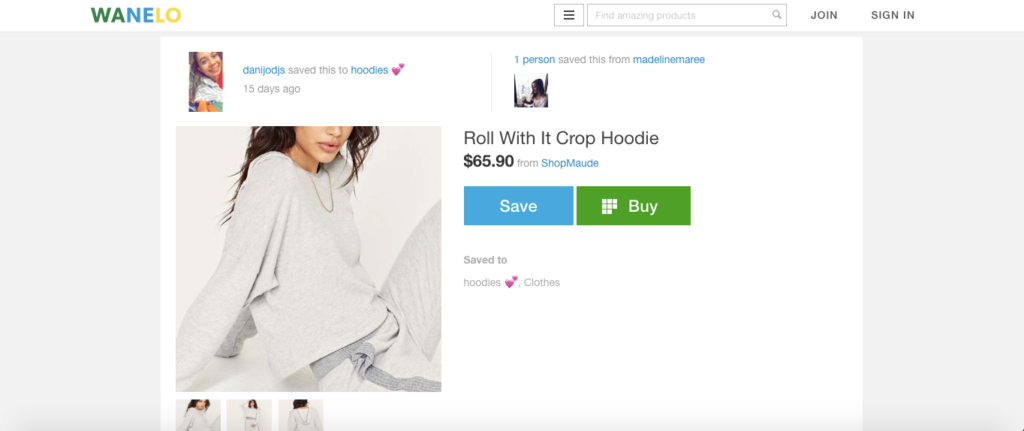 WANELO
Find amazing products
JOIN
SIGN IN
danijodjs saved this to hoodies 💕
15 days ago
1 person saved this from madelinemaree
Roll With It Crop Hoodie
$65.90 from ShopMaude
Save
Buy
Saved to
hoodies 💕, Clothes